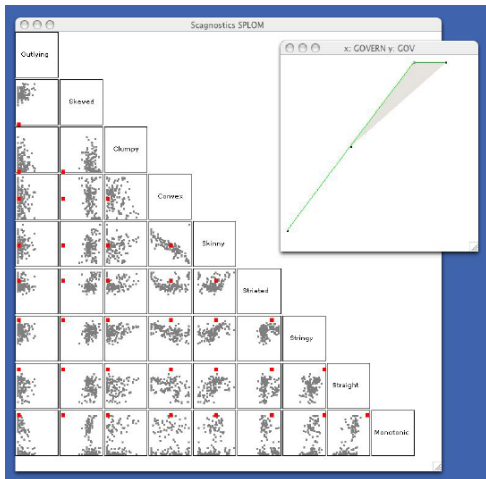 Scagnostics SPLOM
x: GOVERN y: GOV
Outlying
Skewed
Clumpy
Convex
Skinny
Striated
Stringy
Straight
Monotonic